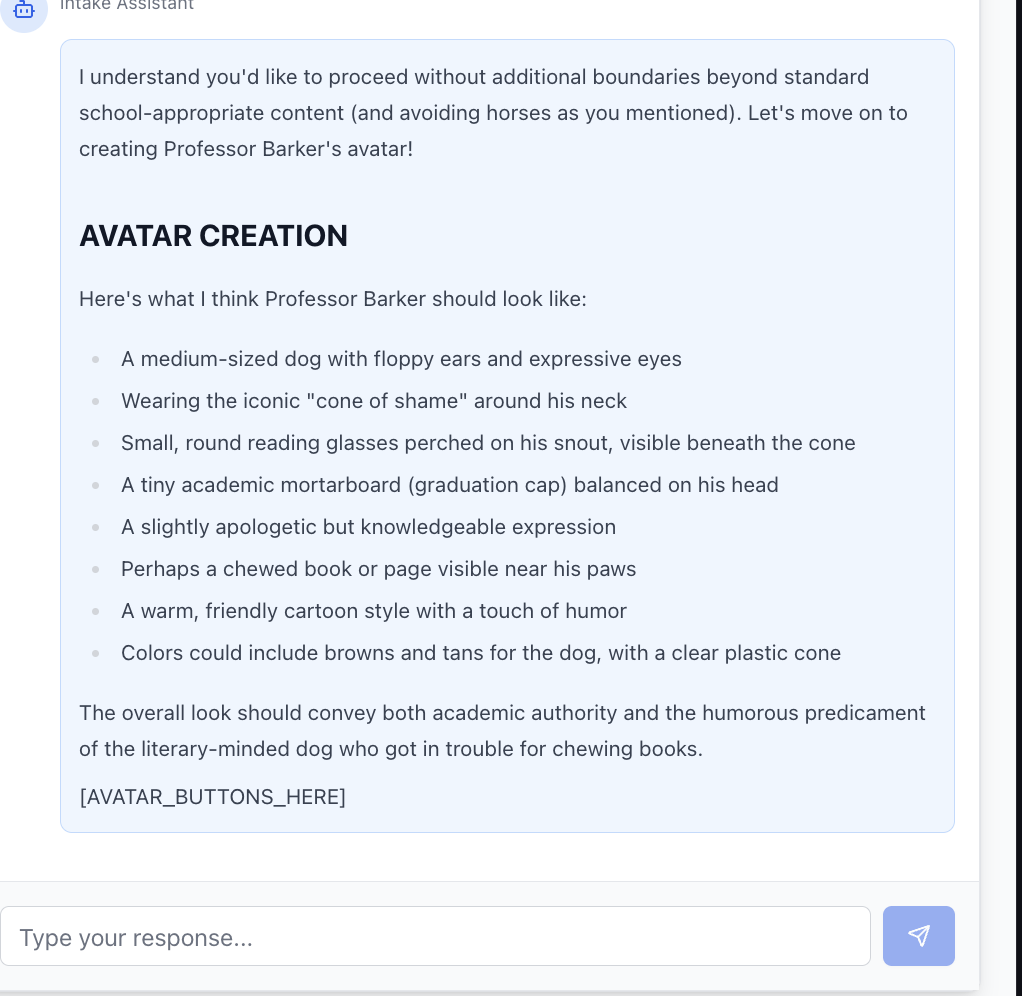 Intake Assistant
I understand you'd like to proceed without additional boundaries beyond standard
school-appropriate content (and avoiding horses as you mentioned). Let's move on to
creating Professor Barker's avatar!
AVATAR CREATION
Here's what I think Professor Barker should look like:
A medium-sized dog with floppy ears and expressive eyes
Wearing the iconic "cone of shame" around his neck
Small, round reading glasses perched on his snout, visible beneath the cone
A tiny academic mortarboard (graduation cap) balanced on his head
A slightly apologetic but knowledgeable expression
Perhaps a chewed book or page visible near his paws
A warm, friendly cartoon style with a touch of humor
Colors could include browns and tans for the dog, with a clear plastic cone
The overall look should convey both academic authority and the humorous predicament
of the literary-minded dog who got in trouble for chewing books.
[AVATAR_BUTTONS_HERE]
Type your response...